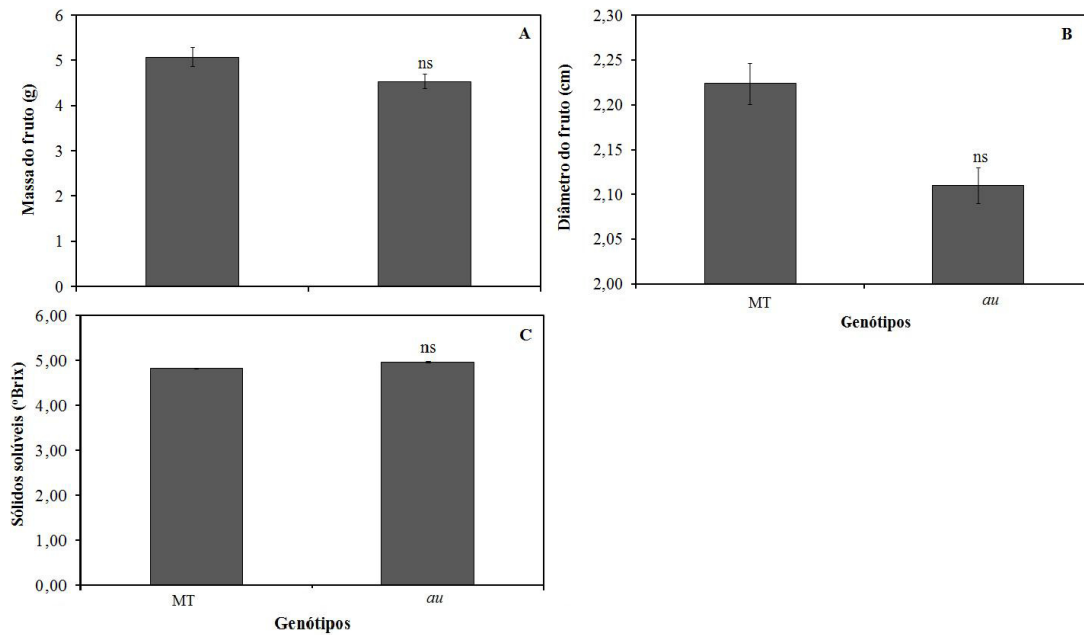 A
Massa do fruto (g)
6
5
4
3
2
1
0
ns
B
Diâmetro do fruto (cm)
2,30
2,25
2,20
2,15
2,10
2,05
2,00
ns
MT
au
Genótipos
C
Sólidos solúveis (ºBrix)
6,00
5,00
4,00
3,00
2,00
1,00
0,00
ns
MT
au
Genótipos